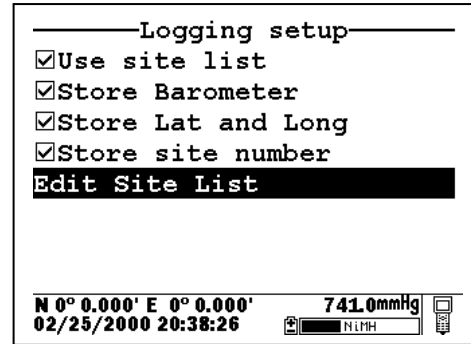 Logging setup
Use site list
Store Barometer
Store Lat and Long
Store site number
Edit Site List
N 0° 0.000' E 0° 0.000' 741.0mmHg
02/25/2000 20:38:26 NiMH